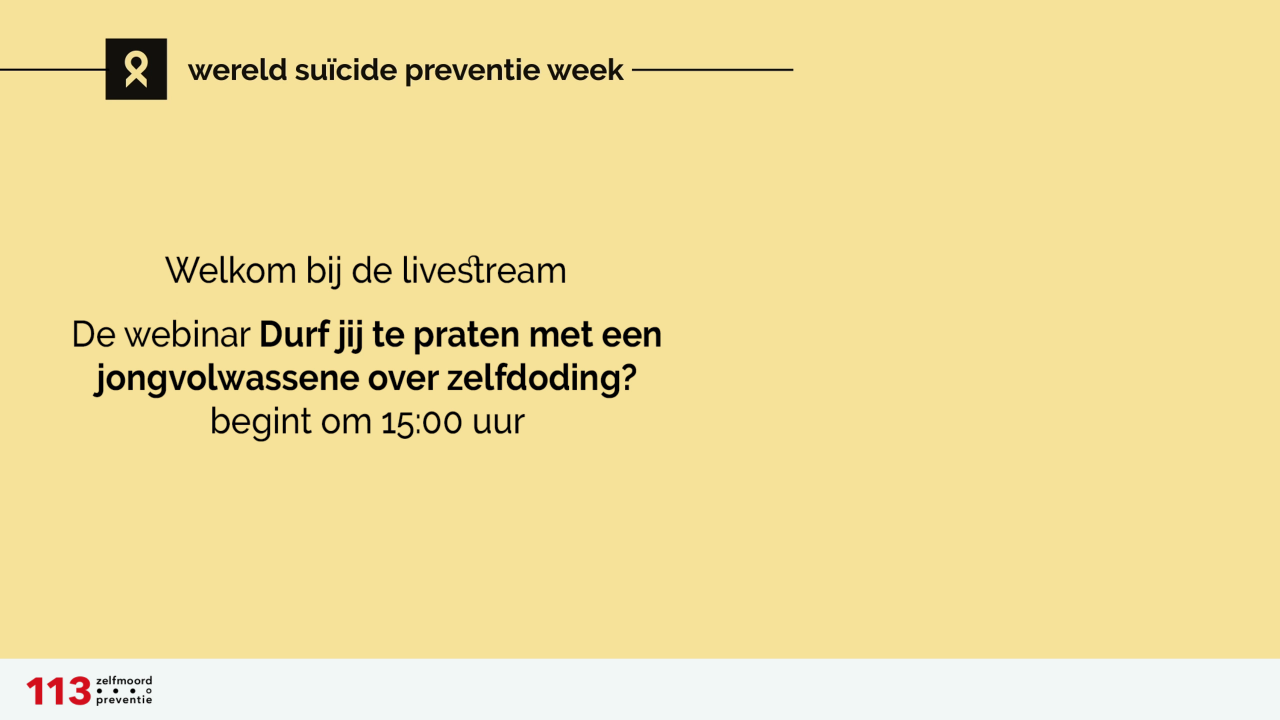 wereld suïcide preventie week
Welkom bij de livestream
De webinar Durf jij te praten met een
jongvolwassene over zelfdoding?
begint om 15:00 uur
113 zelfmoord
preventie